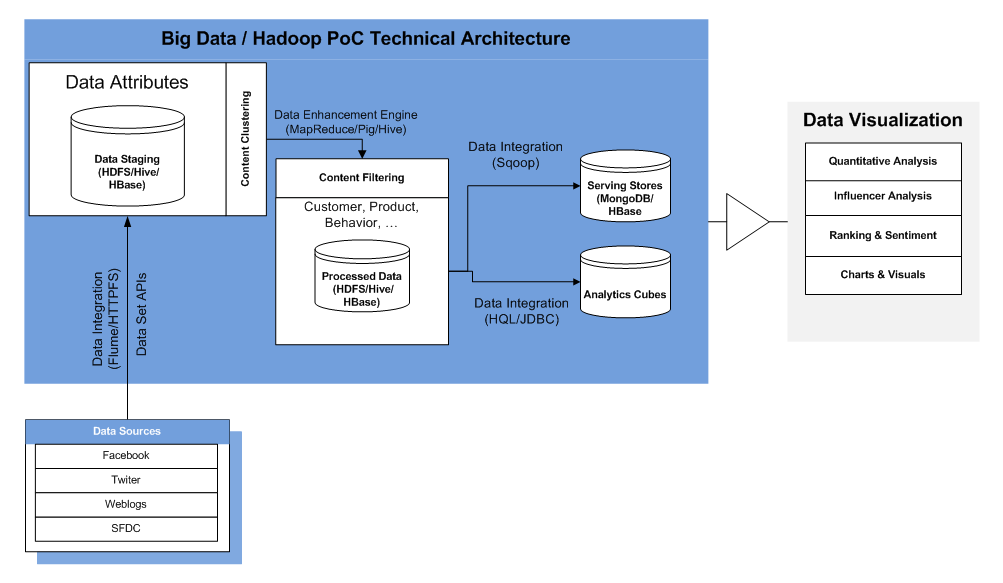 Big Data / Hadoop PoC Technical Architecture
Data Attributes
Data Staging
(HDFS/Hive/
HBase)
Content Clustering
Data Enhancement Engine
(MapReduce/Pig/Hive)
Content Filtering
Customer, Product,
Behavior, …
Processed Data
(HDFS/Hive/
HBase)
Data Integration
(Sqoop)
Serving Stores
(MongoDB/
HBase
Data Integration
(HQL/JDBC)
Analytics Cubes
Data Visualization
Quantitative Analysis
Influencer Analysis
Ranking & Sentiment
Charts & Visuals
Data Integration
(Flume/HTTPFS)
Data Set APIs
Data Sources
Facebook
Twiter
Weblogs
SFDC